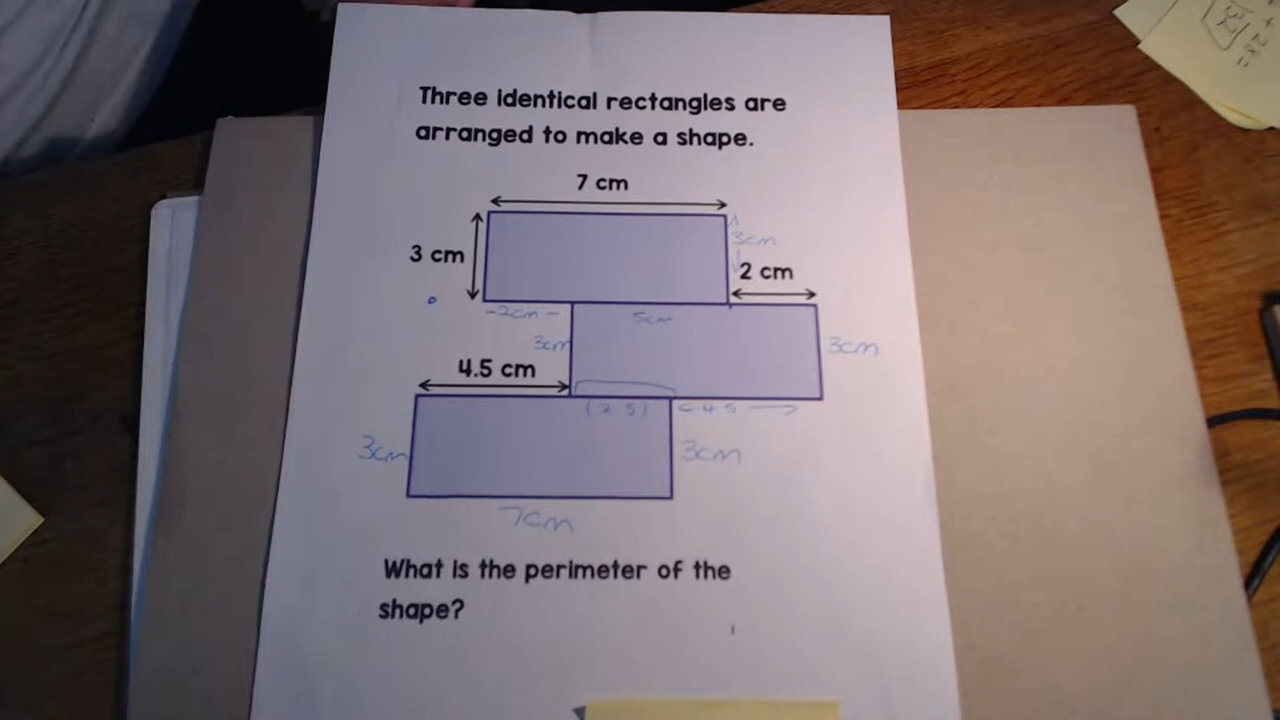 Three identical rectangles are
arranged to make a shape.
7 cm
3 cm
3cm
2 cm
-2cm-
5cm
3cm
3cm
4.5 cm
(2.5)
4.5
3cm
3cm
7cm
What is the perimeter of the
shape?